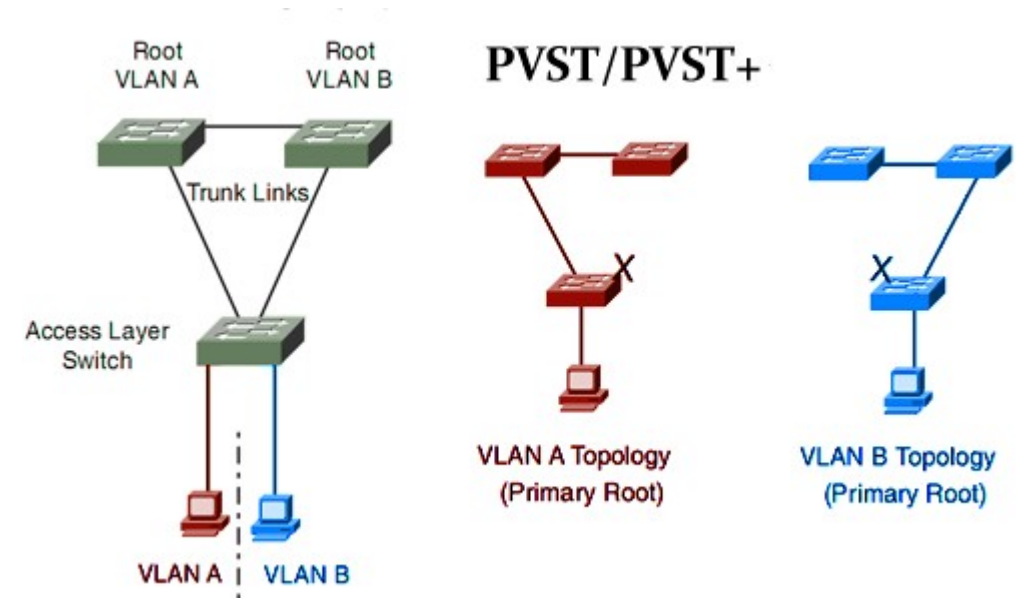 Root
VLAN A
Root
VLAN B
PVST/PVST+
Trunk Links
Access Layer
Switch
X
X
VLAN A Topology
(Primary Root)
VLAN B Topology
(Primary Root)
VLAN A
VLAN B